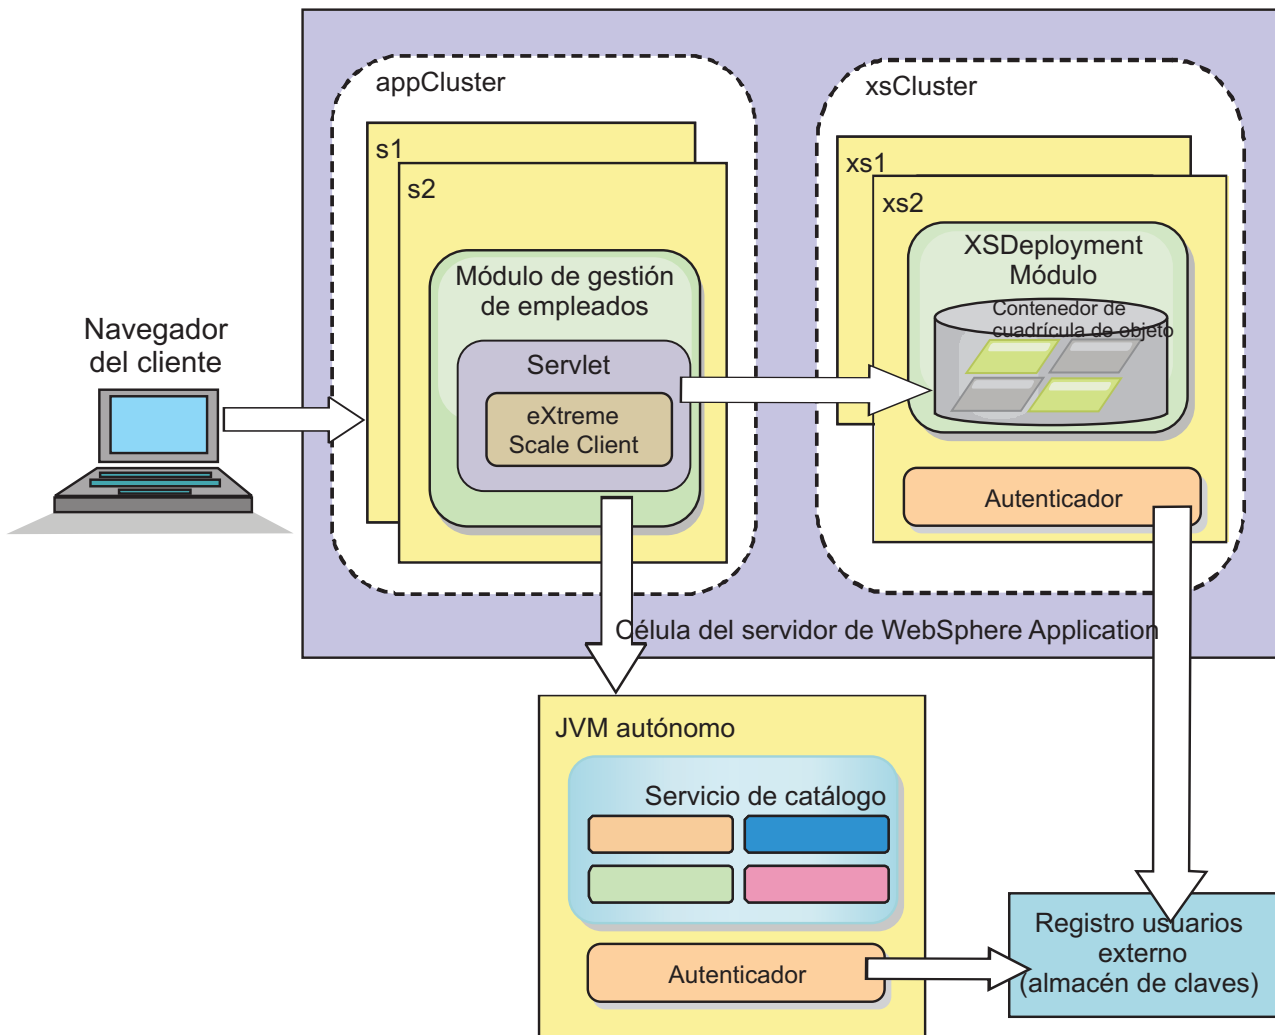 appCluster
xsCluster
s1
s2
xs1
xs2
Módulo de gestión
de empleados
Servlet
eXtreme
Scale Client
XSDeployment
Módulo
Contenedor de
cuadrícula de objeto
Autenticador
Navegador
del cliente
Célula del servidor de WebSphere Application
JVM autónomo
Servicio de catálogo
Autenticador
Registro usuarios
externo
(almacén de claves)